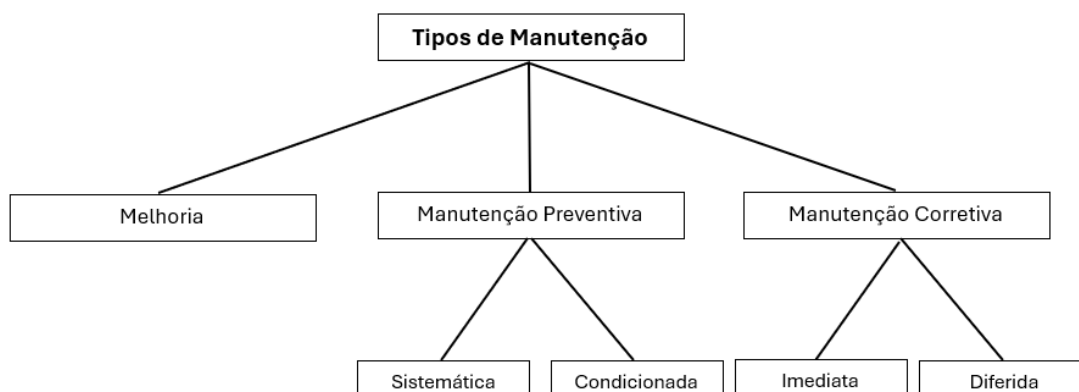 Tipos de Manutenção
Melhoria
Manutenção Preventiva
Manutenção Corretiva
Sistemática
Condicionada
Imediata
Diferida